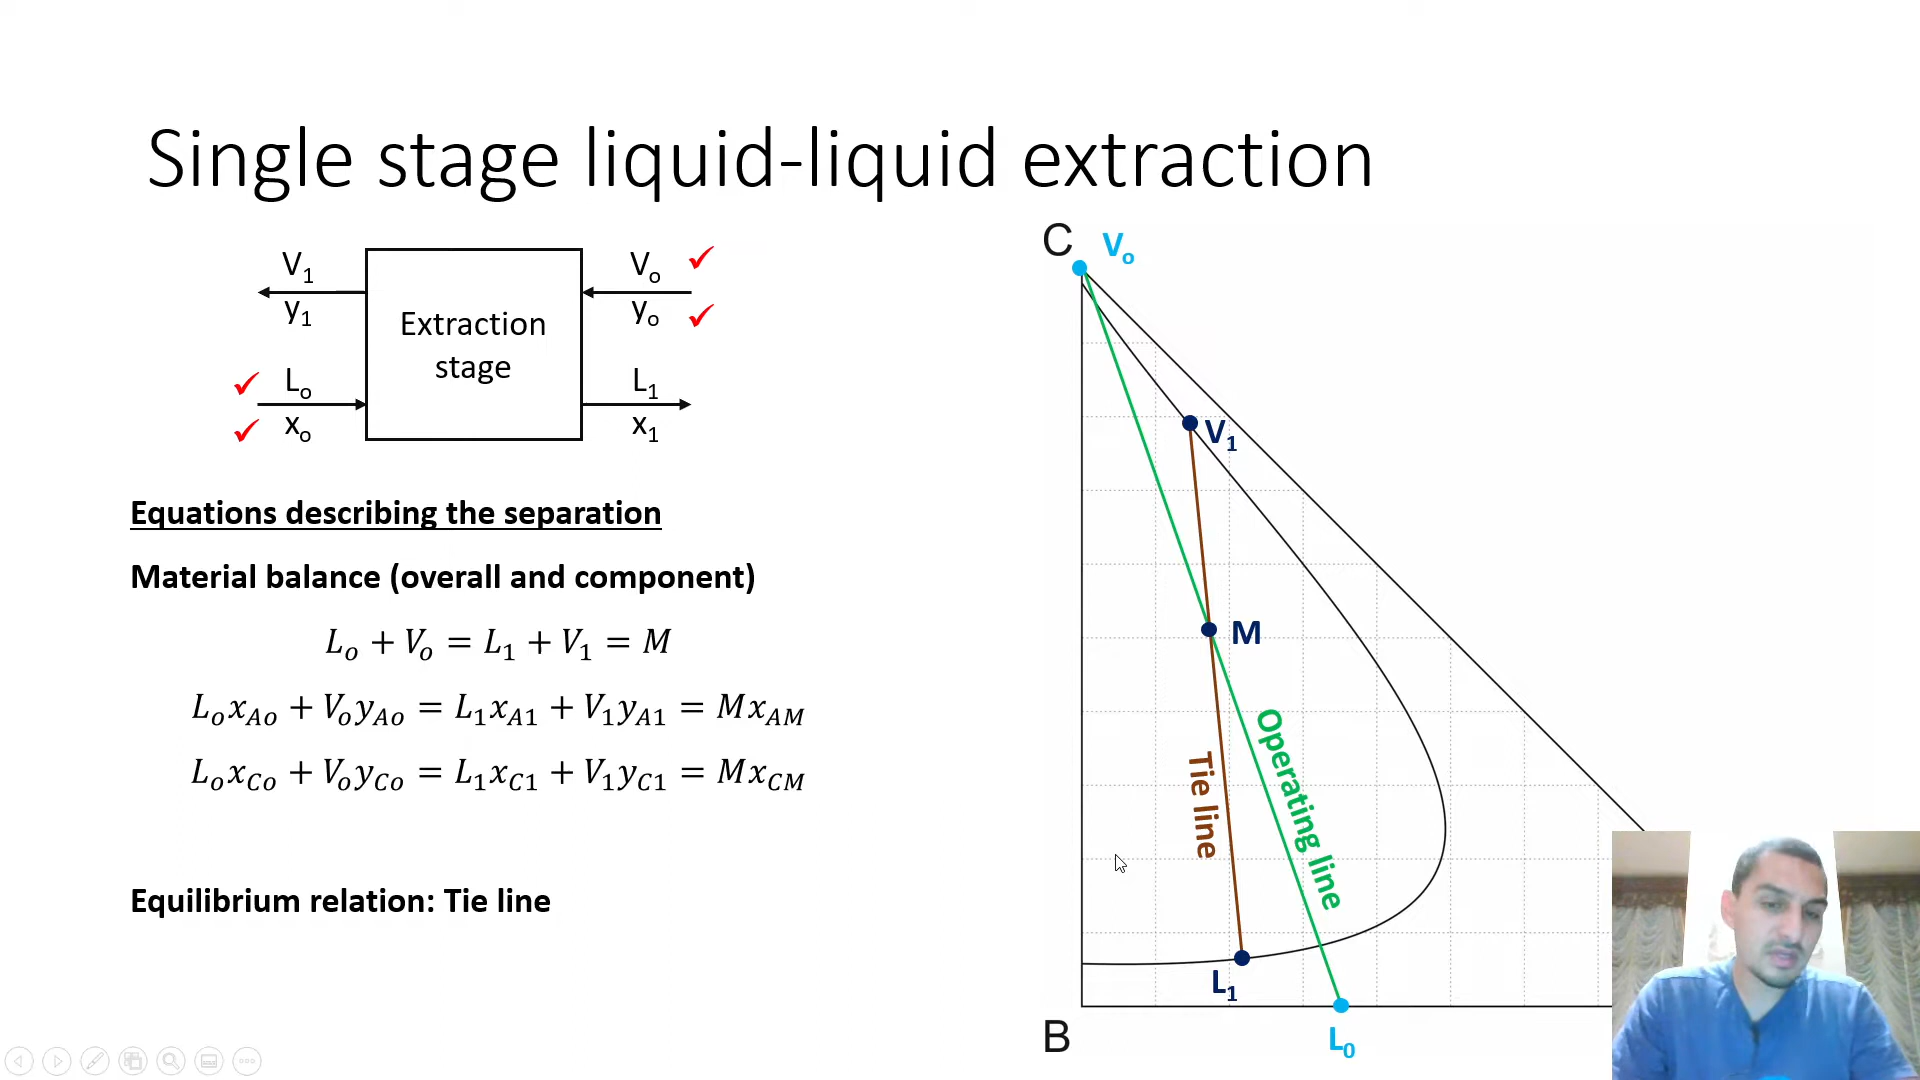 Single stage liquid-liquid extraction
V₁
y₁
Lₒ
xₒ
Extraction
stage
Vₒ
yₒ
L₁
x₁
Equations describing the separation
Material balance (overall and component)
Lₒ + Vₒ = L₁ + V₁ = M
LₒxAo + VₒyAo = L₁xA1 + V₁yA1 = MxAM
LₒxCo + VₒyCo = L₁xC1 + V₁yC1 = MxCM
Equilibrium relation: Tie line
C
Vₒ
V₁
M
Operating line
Tie line
L₁
B
L₀